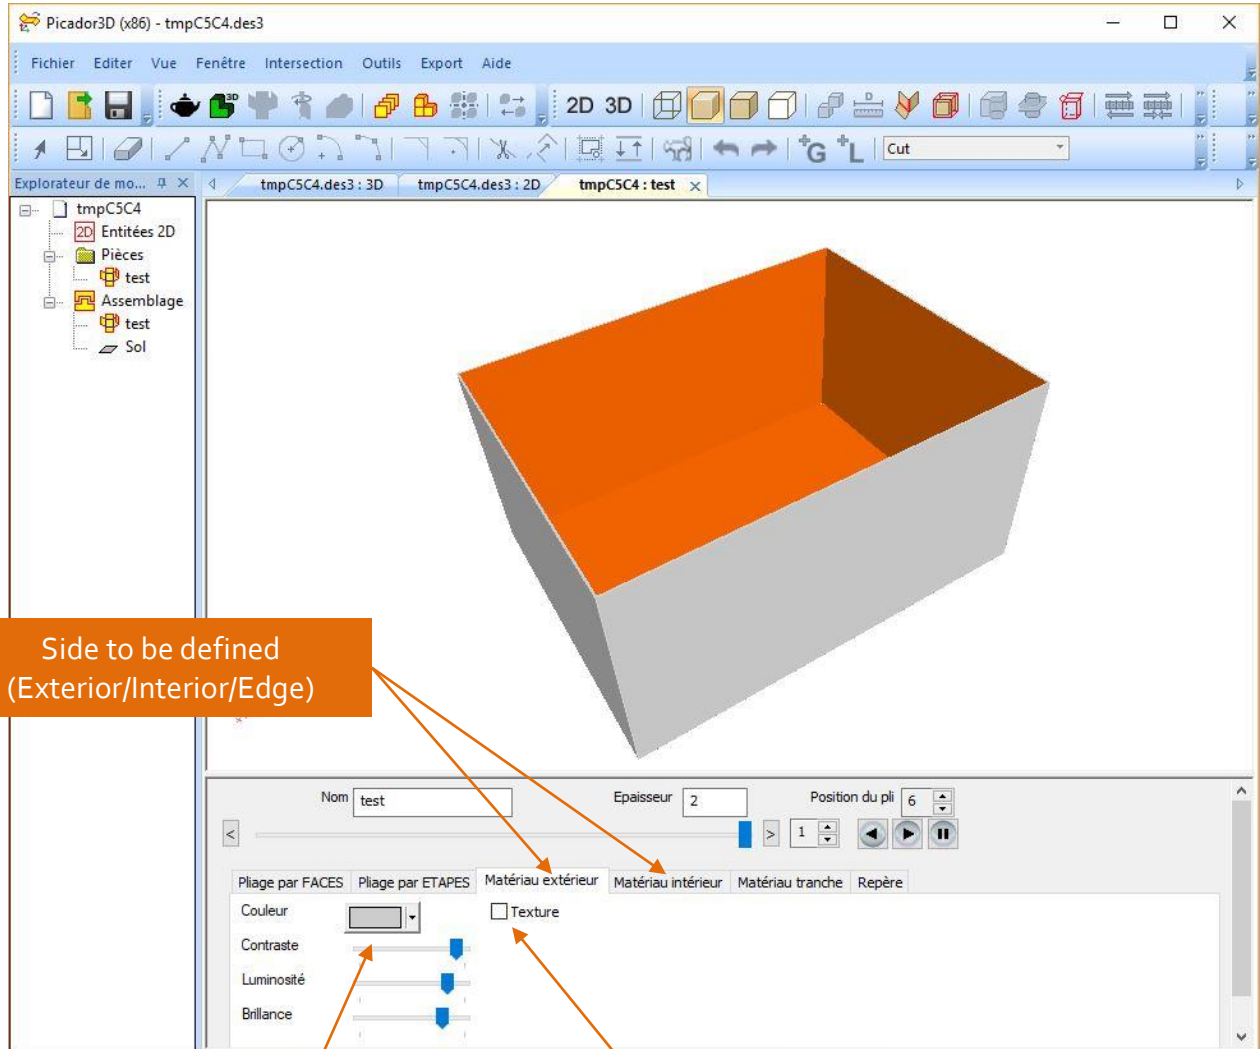 Picador3D (x86) - tmpC5C4.des3
Fichier Editer Vue Fenêtre Intersection Outils Export Aide
3D 2D 3D D
+G +L Cut
Explorateur de mo...
tmpC5C4.des3 : 3D tmpC5C4.des3 : 2D tmpC5C4 : test
tmpC5C4
2D Entitées 2D
Pièces
test
Assemblage
test
Sol
Side to be defined
(Exterior/Interior/Edge)
Nom test Epaisseur 2 Position du pli 6
< > 1
Pliage par FACES Pliage par ETAPES Matériau extérieur Matériau intérieur Matériau tranche Repère
Couleur Texture
Contraste
Luminosité
Brillance